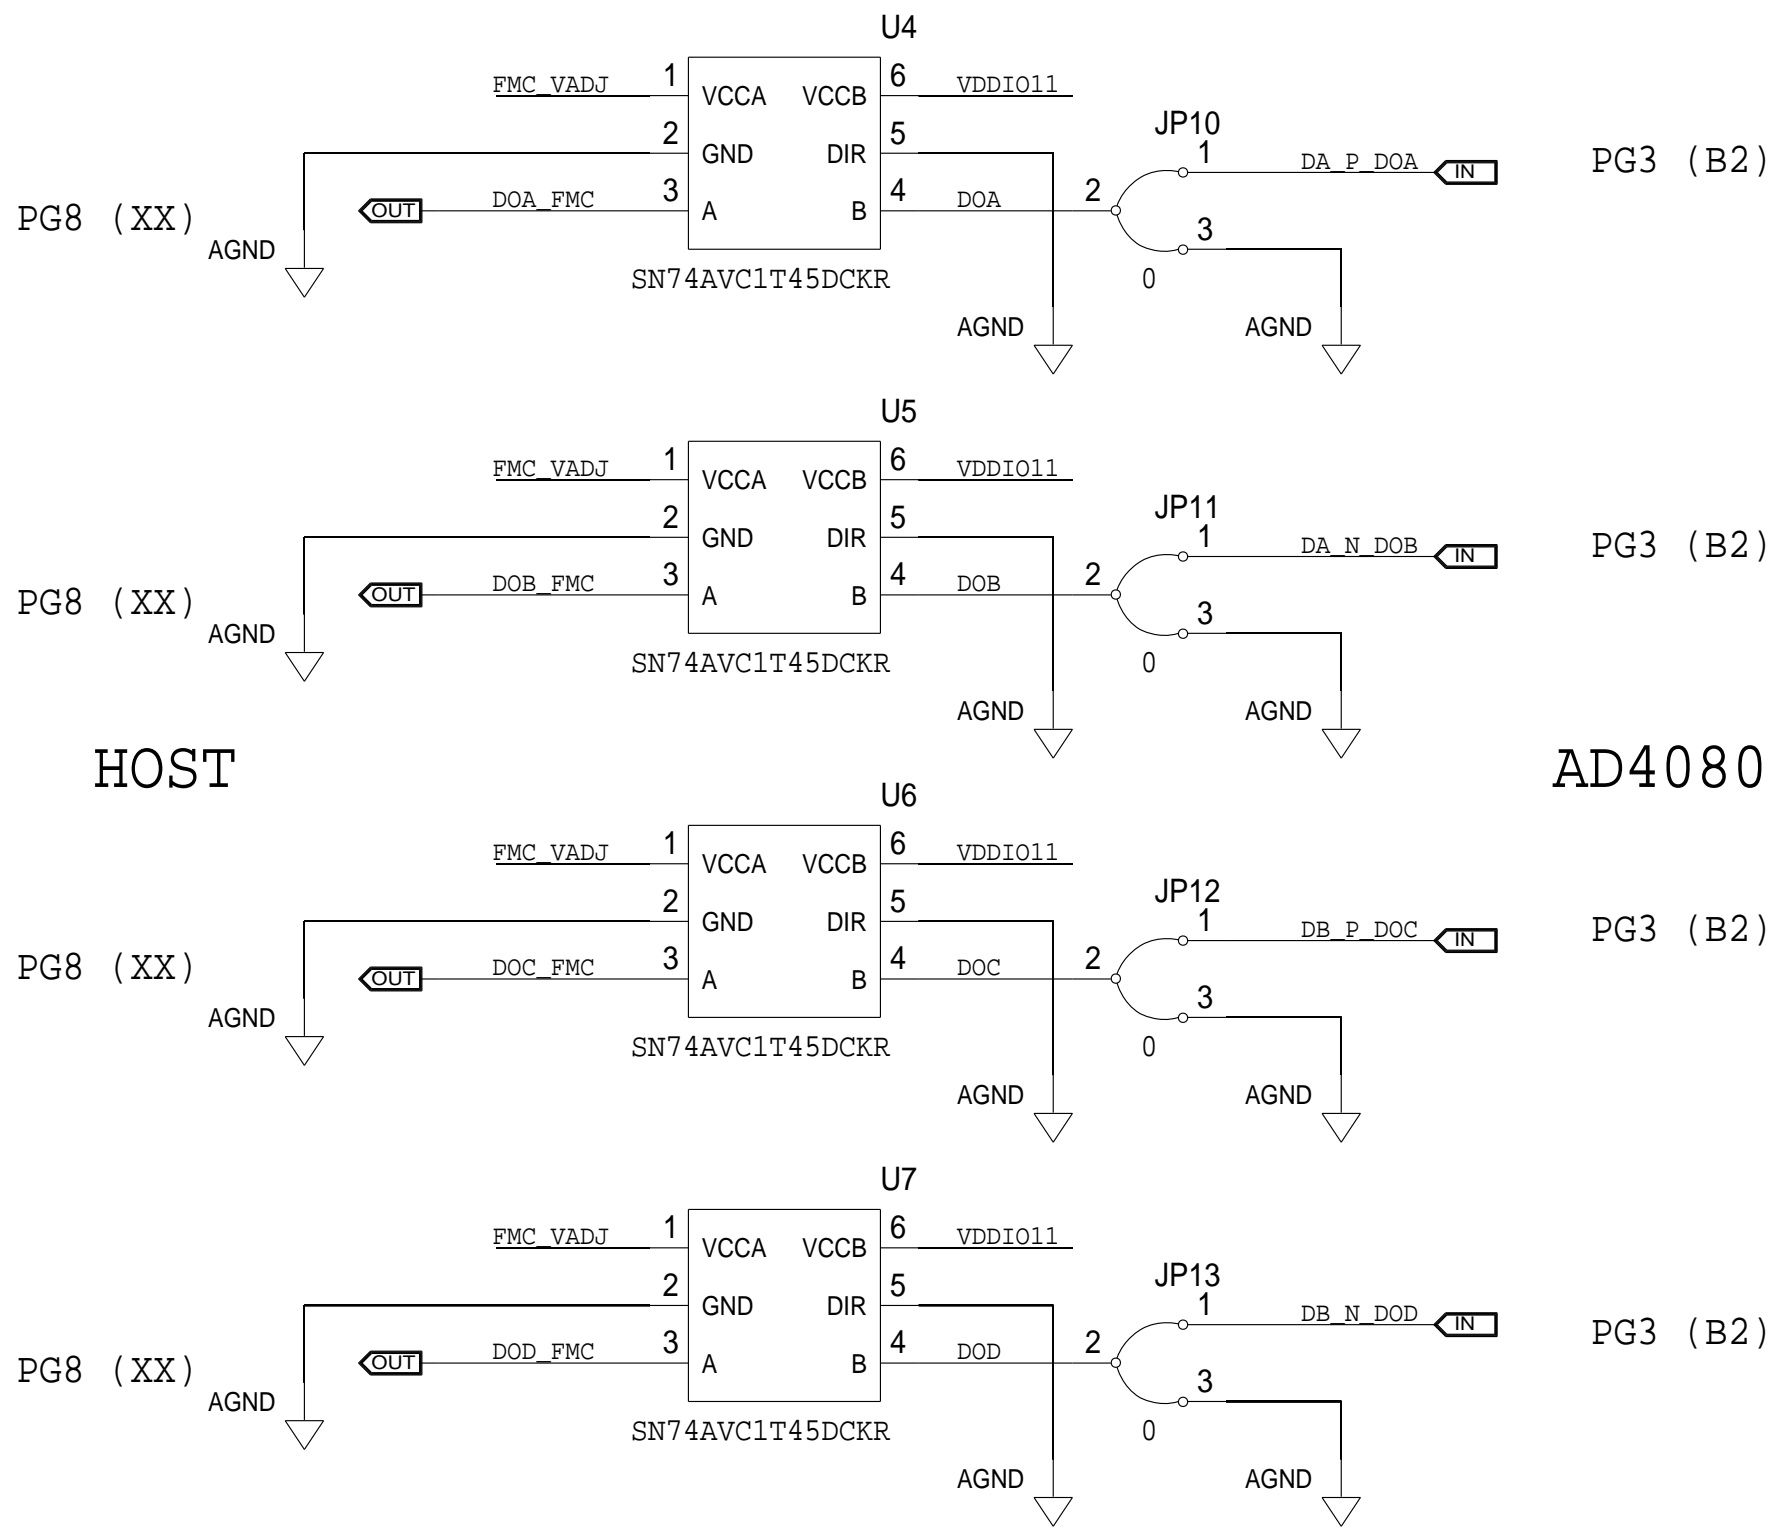 U4
FMC_VADJ 1 VCCA VCCB 6 VDDIO11
2 GND DIR 5
JP10
1 DA_P_DOA IN PG3 (B2)
PG8 (XX) OUT DOA_FMC 3 A B 4 DOA 2
3
AGND
SN74AVC1T45DCKR 0
AGND AGND
U5
FMC_VADJ 1 VCCA VCCB 6 VDDIO11
2 GND DIR 5
JP11
1 DA_N_DOB IN PG3 (B2)
PG8 (XX) OUT DOB_FMC 3 A B 4 DOB 2
3
AGND
SN74AVC1T45DCKR 0
AGND AGND
HOST AD4080
U6
FMC_VADJ 1 VCCA VCCB 6 VDDIO11
2 GND DIR 5
JP12
1 DB_P_DOC IN PG3 (B2)
PG8 (XX) OUT DOC_FMC 3 A B 4 DOC 2
3
AGND
SN74AVC1T45DCKR 0
AGND AGND
U7
FMC_VADJ 1 VCCA VCCB 6 VDDIO11
2 GND DIR 5
JP13
1 DB_N_DOD IN PG3 (B2)
PG8 (XX) OUT DOD_FMC 3 A B 4 DOD 2
3
AGND
SN74AVC1T45DCKR 0
AGND AGND